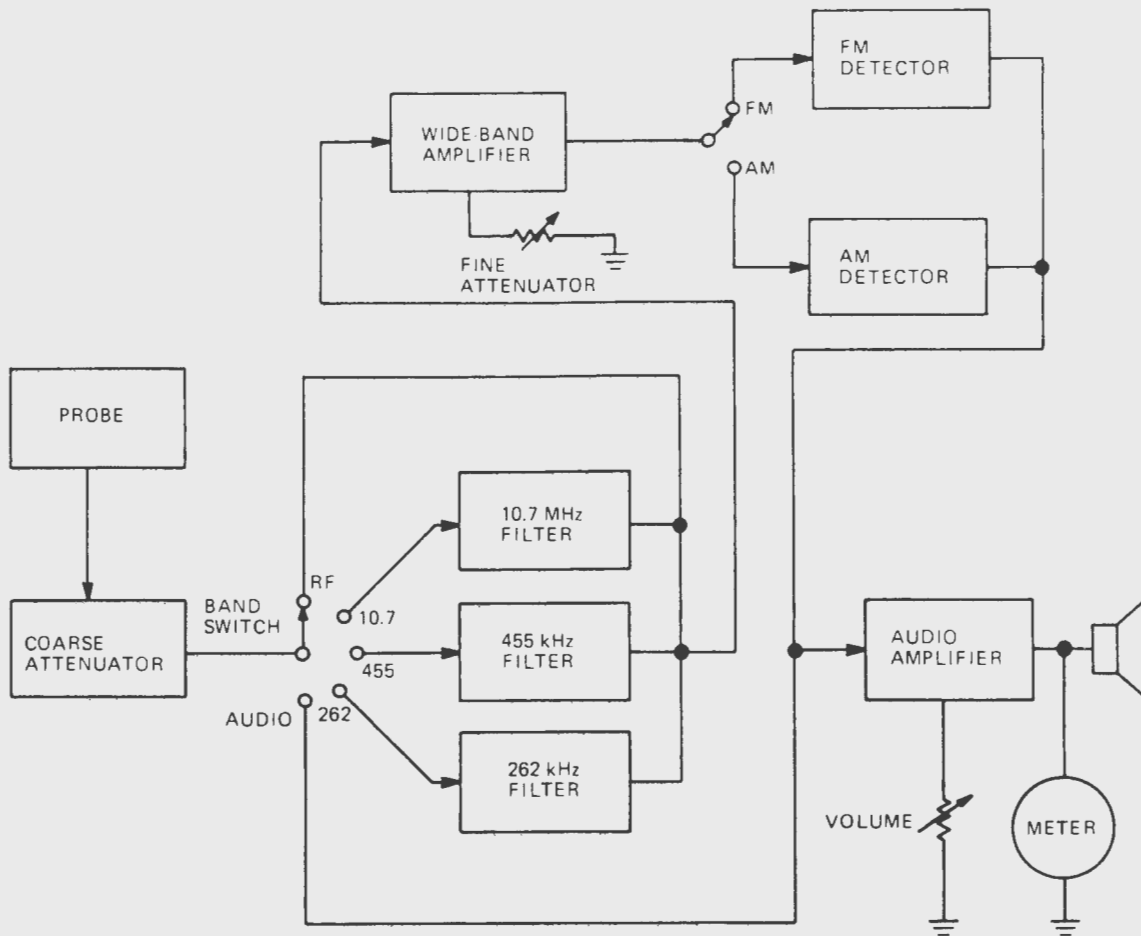 FM
DETECTOR
WIDE-BAND
AMPLIFIER
FM
AM
FINE
ATTENUATOR
AM
DETECTOR
PROBE
10.7 MHz
FILTER
RF
BAND
SWITCH
10.7
COARSE
ATTENUATOR
455 kHz
FILTER
455
AUDIO
AMPLIFIER
AUDIO
262
262 kHz
FILTER
VOLUME
METER